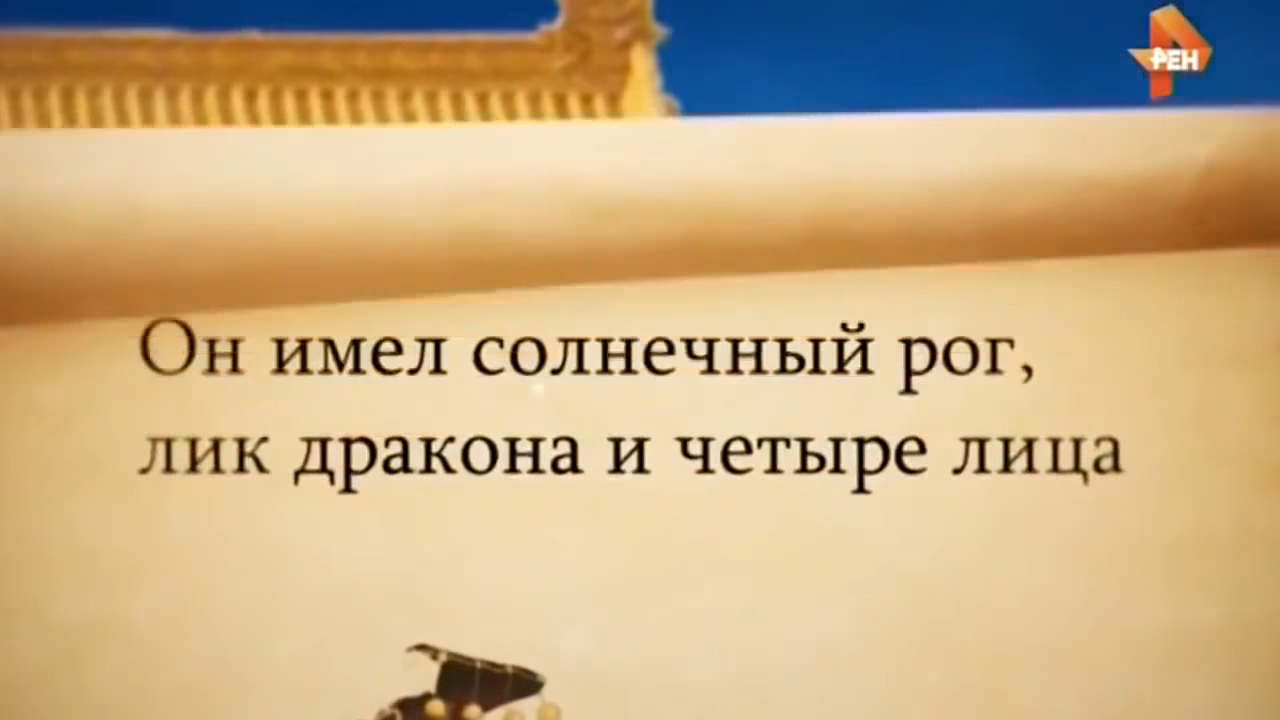 РЕН
Он имел солнечный рог,
лик дракона и четыре лица